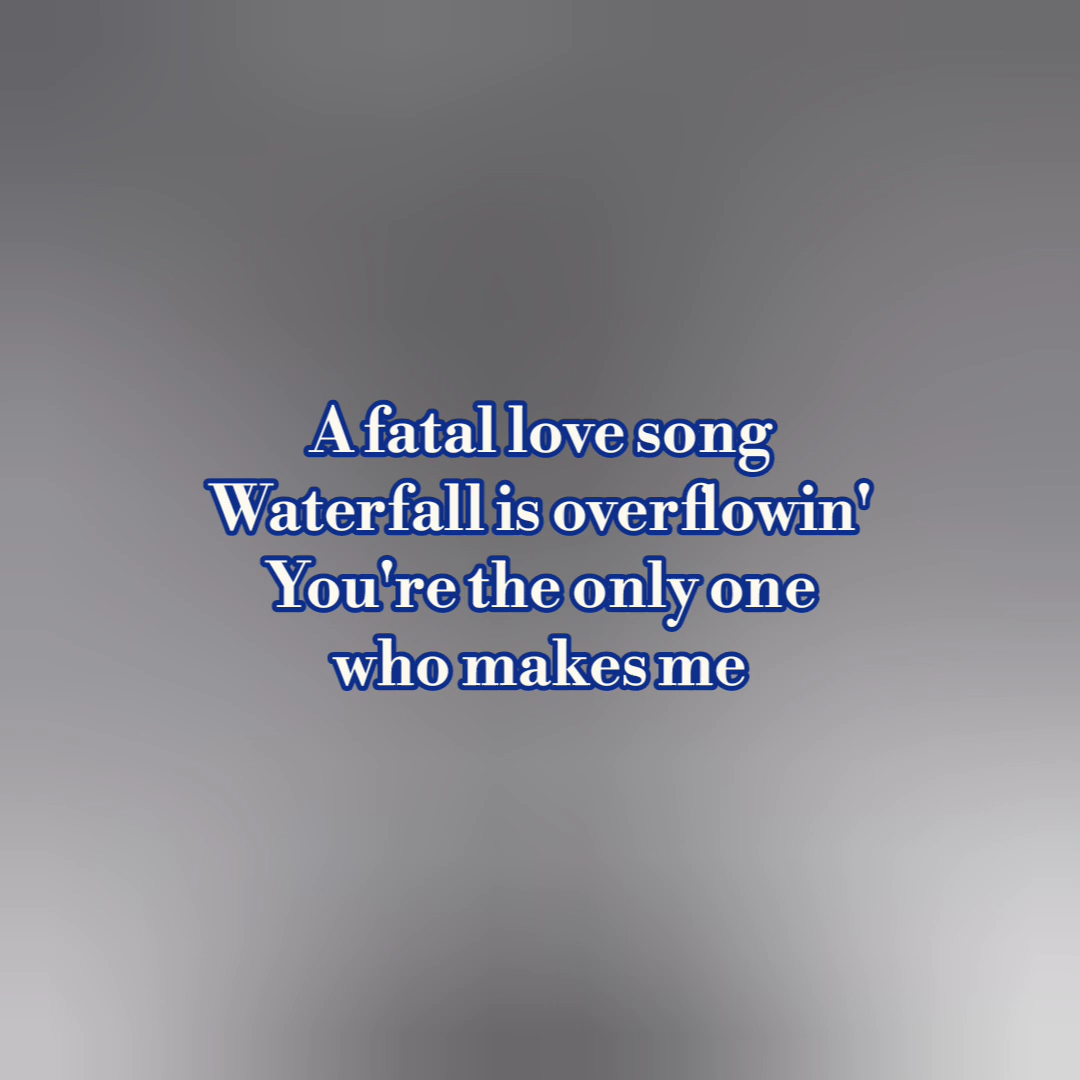 A fatal love song
Waterfall is overflowin'
You're the only one
who makes me